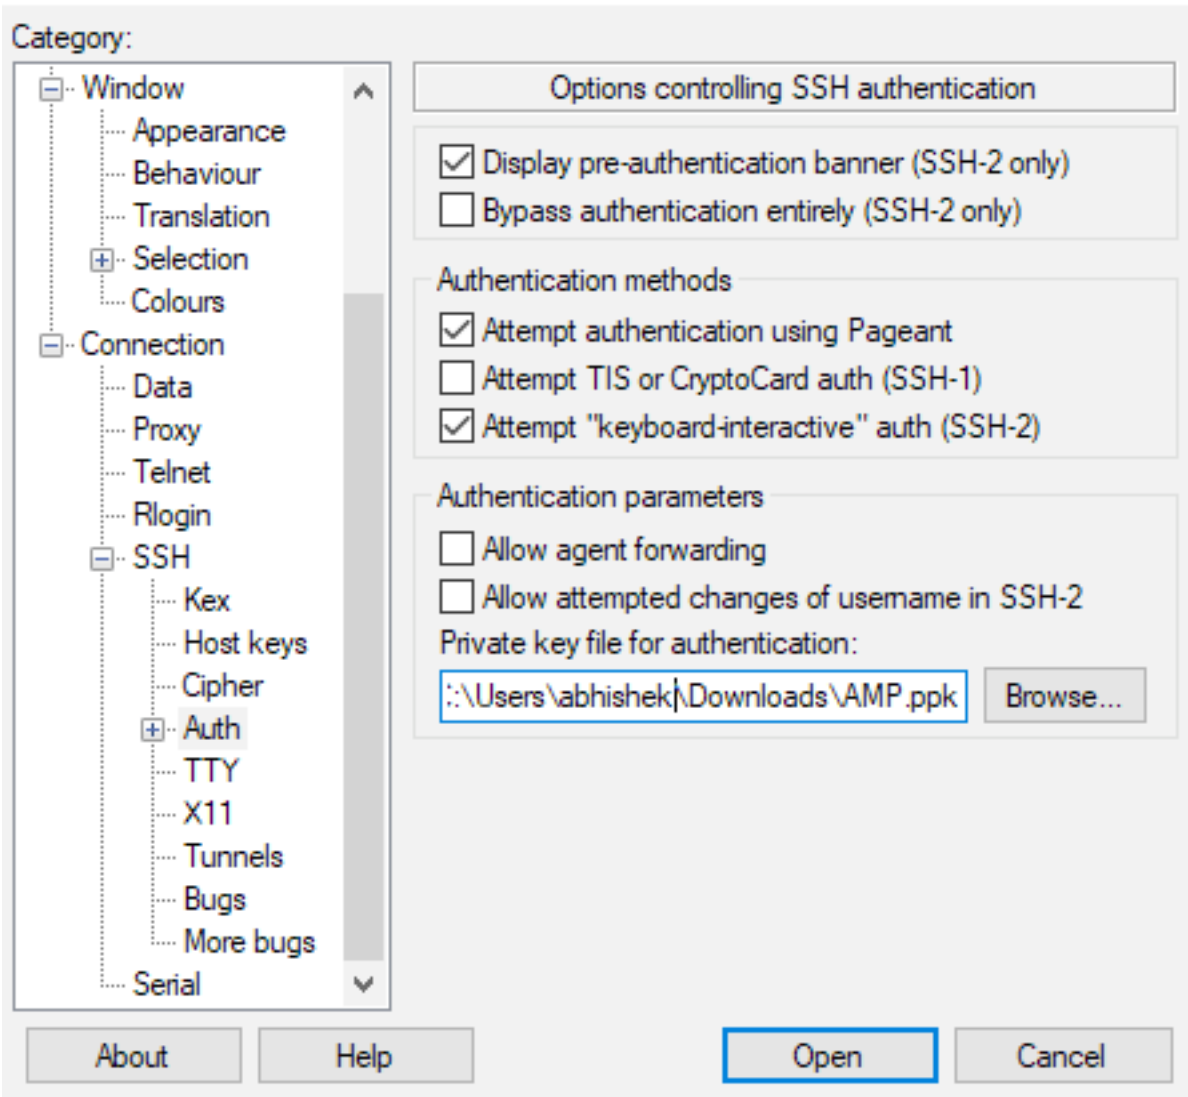 Category:
Window
Appearance
Behaviour
Translation
Selection
Colours
Connection
Data
Proxy
Telnet
Rlogin
SSH
Kex
Host keys
Cipher
Auth
TTY
X11
Tunnels
Bugs
More bugs
Serial
Options controlling SSH authentication
Display pre-authentication banner (SSH-2 only)
Bypass authentication entirely (SSH-2 only)
Authentication methods
Attempt authentication using Pageant
Attempt TIS or CryptoCard auth (SSH-1)
Attempt "keyboard-interactive" auth (SSH-2)
Authentication parameters
Allow agent forwarding
Allow attempted changes of username in SSH-2
Private key file for authentication:
:\Users\abhishek\Downloads\AMP.ppk
Browse...
About
Help
Open
Cancel